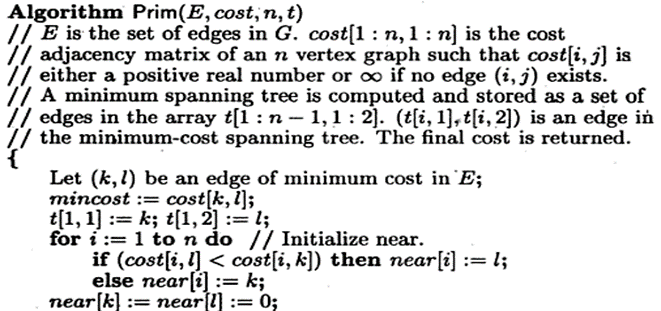 Algorithm Prim(E, cost, n, t)
// E is the set of edges in G. cost[1 : n, 1 : n] is the cost
// adjacency matrix of an n vertex graph such that cost[i, j] is
// either a positive real number or ∞ if no edge (i, j) exists.
// A minimum spanning tree is computed and stored as a set of
// edges in the array t[1 : n − 1, 1 : 2]. (t[i, 1], t[i, 2]) is an edge in
// the minimum-cost spanning tree. The final cost is returned.
{
Let (k, l) be an edge of minimum cost in E;
mincost := cost[k, l];
t[1, 1] := k; t[1, 2] := l;
for i := 1 to n do // Initialize near.
if (cost[i, l] < cost[i, k]) then near[i] := l;
else near[i] := k;
near[k] := near[l] := 0;